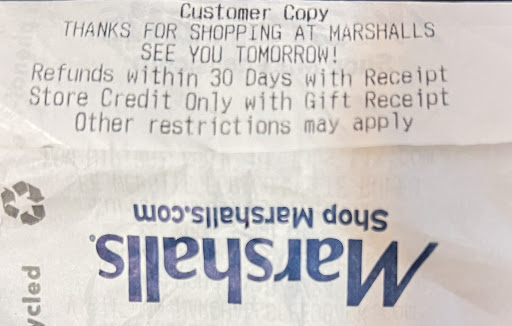 Customer Copy
THANKS FOR SHOPPING AT MARSHALLS
SEE YOU TOMORROW!
Refunds within 30 Days with Receipt
Store Credit Only with Gift Receipt
Other restrictions may apply
Shop Marshalls.com
Marshalls.